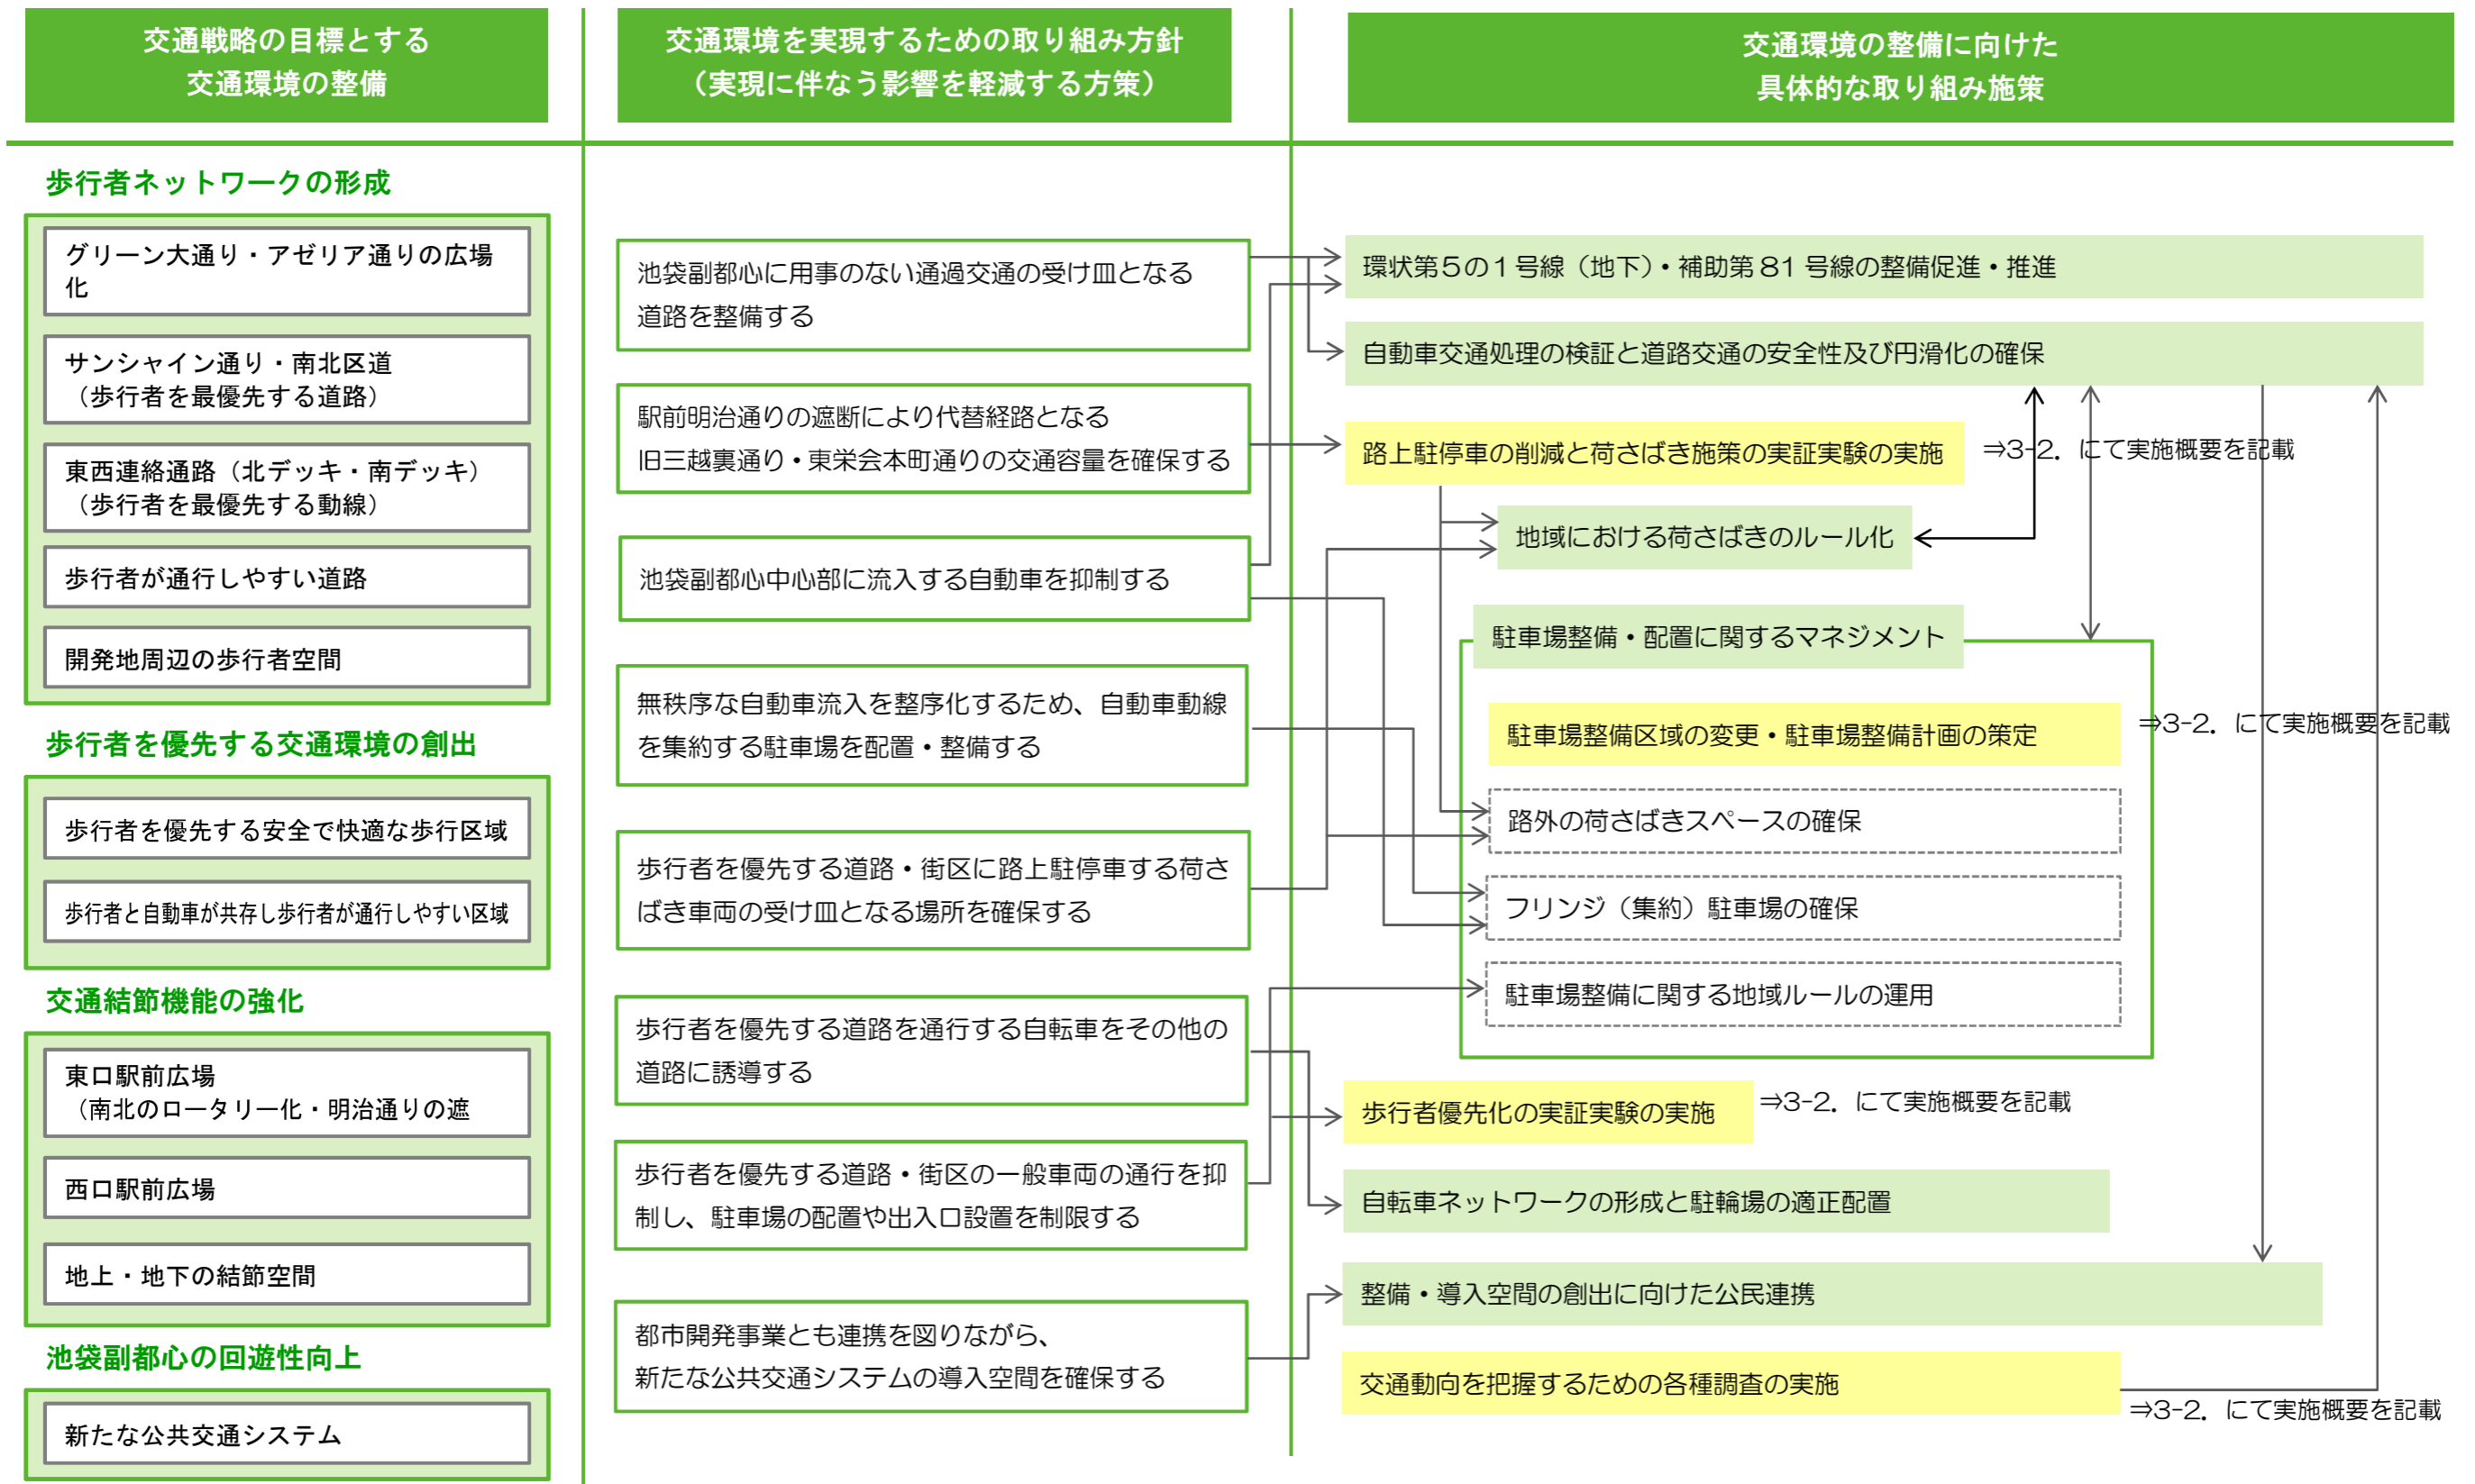 交通戦略の目標とする
交通環境の整備
交通環境を実現するための取り組み方針
（実現に伴なう影響を軽減する方策）
交通環境の整備に向けた
具体的な取り組み施策
歩行者ネットワークの形成
グリーン大通り・アゼリア通りの広場
化
サンシャイン通り・南北区道
（歩行者を最優先する道路）
東西連絡通路（北デッキ・南デッキ）
（歩行者を最優先する動線）
歩行者が通行しやすい道路
開発地周辺の歩行者空間
歩行者を優先する交通環境の創出
歩行者を優先する安全で快適な歩行区域
歩行者と自動車が共存し歩行者が通行しやすい区域
交通結節機能の強化
東口駅前広場
（南北のロータリー化・明治通りの遮
西口駅前広場
地上・地下の結節空間
池袋副都心の回遊性向上
新たな公共交通システム
池袋副都心に用事のない通過交通の受け皿となる
道路を整備する
駅前明治通りの遮断により代替経路となる
旧三越裏通り・東栄会本町通りの交通容量を確保する
池袋副都心中心部に流入する自動車を抑制する
無秩序な自動車流入を整序化するため、自動車動線
を集約する駐車場を配置・整備する
歩行者を優先する道路・街区に路上駐停車する荷さ
ばき車両の受け皿となる場所を確保する
歩行者を優先する道路を通行する自転車をその他の
道路に誘導する
歩行者を優先する道路・街区の一般車両の通行を抑
制し、駐車場の配置や出入口設置を制限する
都市開発事業とも連携を図りながら、
新たな公共交通システムの導入空間を確保する
環状第５の１号線（地下）・補助第 81 号線の整備促進・推進
自動車交通処理の検証と道路交通の安全性及び円滑化の確保
路上駐停車の削減と荷さばき施策の実証実験の実施
⇒3-2．にて実施概要を記載
地域における荷さばきのルール化
駐車場整備・配置に関するマネジメント
駐車場整備区域の変更・駐車場整備計画の策定
⇒3-2．にて実施概要を記載
路外の荷さばきスペースの確保
フリンジ（集約）駐車場の確保
駐車場整備に関する地域ルールの運用
歩行者優先化の実証実験の実施
⇒3-2．にて実施概要を記載
自転車ネットワークの形成と駐輪場の適正配置
整備・導入空間の創出に向けた公民連携
交通動向を把握するための各種調査の実施
⇒3-2．にて実施概要を記載